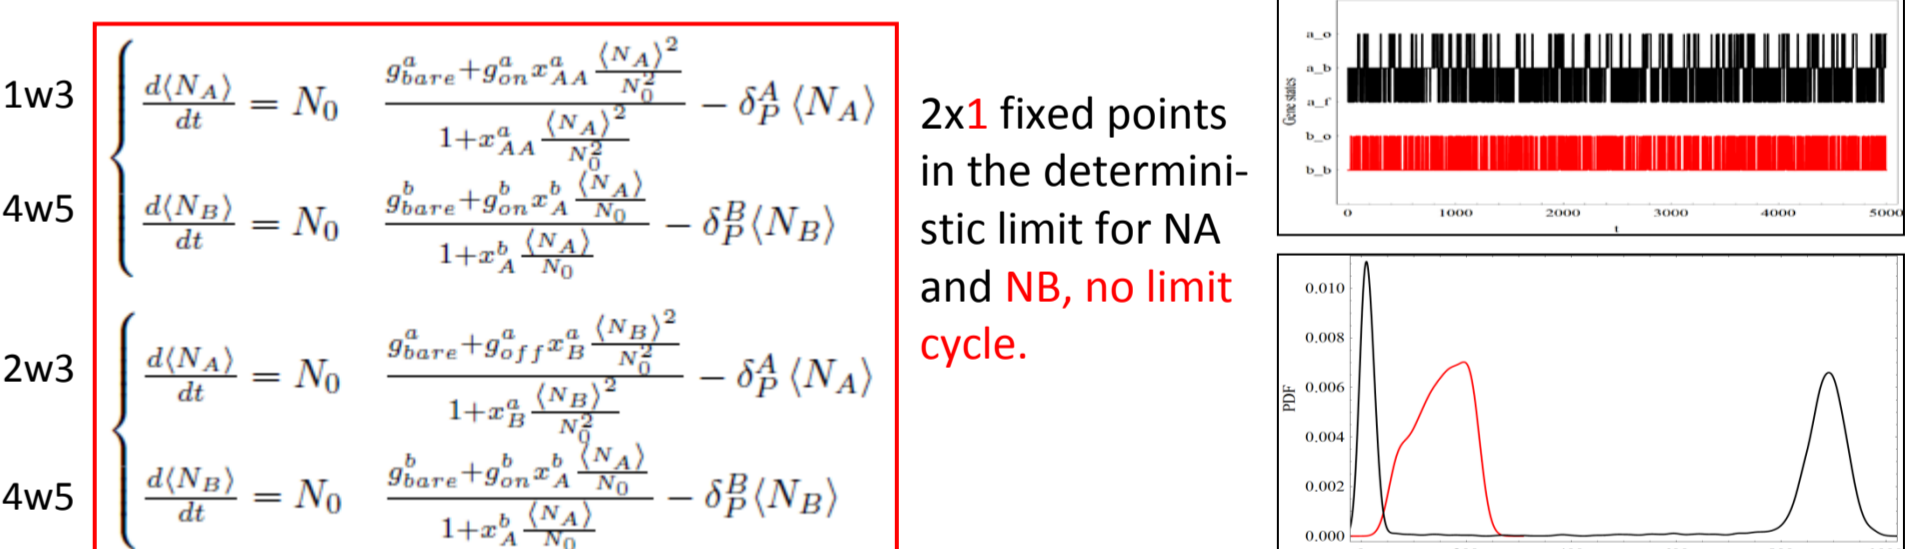 1w3 d⟨N_A⟩/dt = N_0 (g^a_bare + g^a_on x^a_AA ⟨N_A⟩^2/N_0^2)/(1 + x^a_AA ⟨N_A⟩^2/N_0^2) − δ^A_P ⟨N_A⟩
4w5 d⟨N_B⟩/dt = N_0 (g^b_bare + g^b_on x^b_A ⟨N_A⟩/N_0)/(1 + x^b_A ⟨N_A⟩/N_0) − δ^B_P ⟨N_B⟩
2w3 d⟨N_A⟩/dt = N_0 (g^a_bare + g^a_off x^a_B ⟨N_B⟩^2/N_0^2)/(1 + x^a_B ⟨N_B⟩^2/N_0^2) − δ^A_P ⟨N_A⟩
4w5 d⟨N_B⟩/dt = N_0 (g^b_bare + g^b_on x^b_A ⟨N_A⟩/N_0)/(1 + x^b_A ⟨N_A⟩/N_0) − δ^B_P ⟨N_B⟩
2x1 fixed points
in the determini-
stic limit for NA
and NB, no limit
cycle.
Gene states
a_o
a_b
a_f
b_o
b_b
0 1000 2000 3000 4000 5000
t
PDF
0.010
0.008
0.006
0.004
0.002
0.000